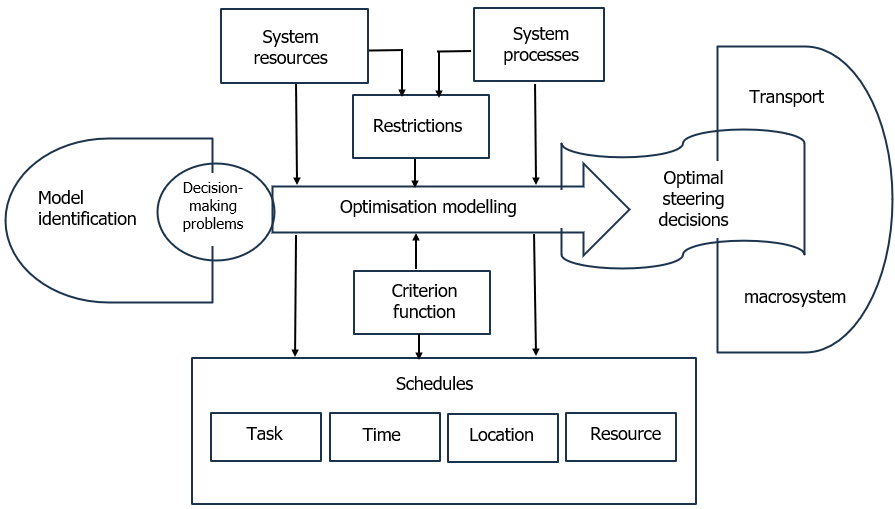 System
resources
System
processes
Restrictions
Transport
Model
identification
Decision-
making
problems
Optimisation modelling
Optimal
steering
decisions
Criterion
function
macrosystem
Schedules
Task
Time
Location
Resource